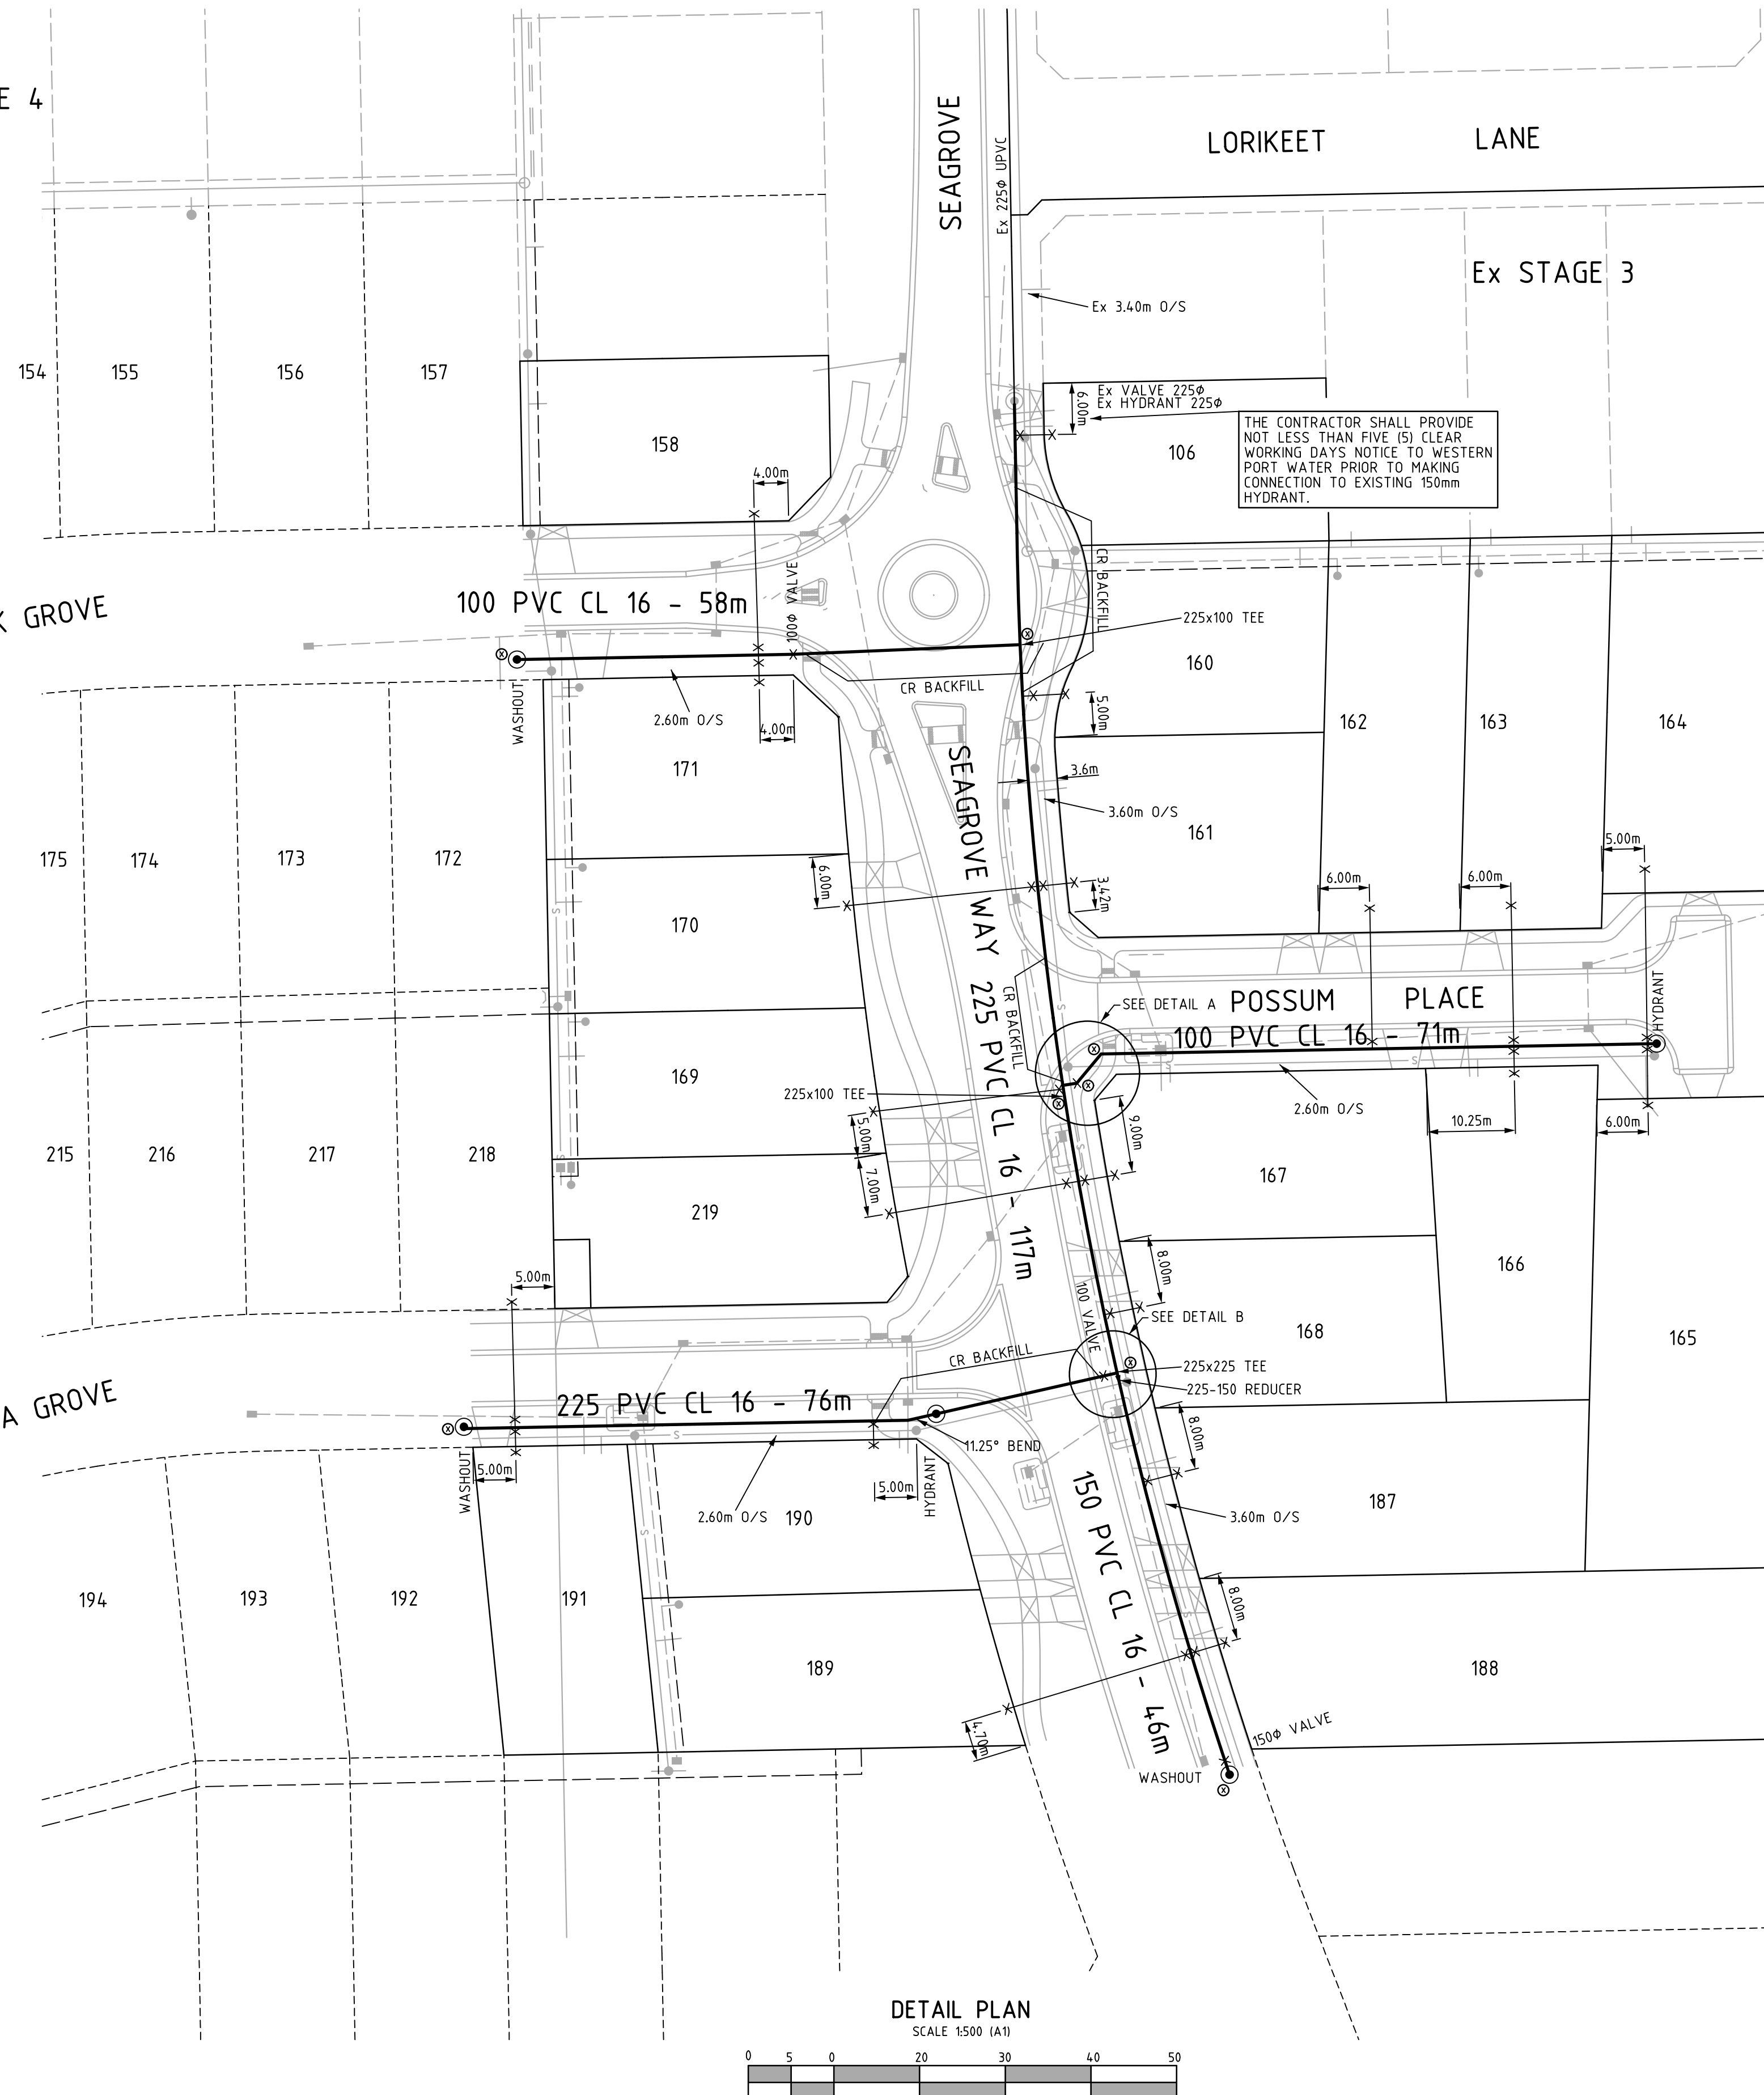 E 4
SEAGROVE
Ex 225Φ UPVC
LORIKEET LANE
Ex STAGE 3
Ex 3.40m O/S
154
155
156
157
158
4.00m
6.00m
Ex VALVE 225Φ
Ex HYDRANT 225Φ
106
THE CONTRACTOR SHALL PROVIDE
NOT LESS THAN FIVE (5) CLEAR
WORKING DAYS NOTICE TO WESTERN
PORT WATER PRIOR TO MAKING
CONNECTION TO EXISTING 150mm
HYDRANT.
CR BACKFILL
K GROVE
100 PVC CL 16 - 58m
100Φ VALVE
225x100 TEE
160
WASHOUT
2.60m O/S
CR BACKFILL
4.00m
5.00m
162
163
164
171
3.6m
3.60m O/S
161
SEAGROVE WAY
225 PVC CL 16 - 117m
175
174
173
172
6.00m
3.42m
6.00m
6.00m
5.00m
170
S
CR BACKFILL
S
SEE DETAIL A
POSSUM PLACE
HYDRANT
100 PVC CL 16 - 71m
S
S
169
225x100 TEE
2.60m O/S
5.00m
9.00m
10.25m
6.00m
215
216
217
218
S
7.00m
S
167
219
8.00m
166
5.00m
100 VALVE
SEE DETAIL B
168
165
CR BACKFILL
225x225 TEE
225-150 REDUCER
A GROVE
225 PVC CL 16 - 76m
S
11.25° BEND
8.00m
WASHOUT
5.00m
5.00m
HYDRANT
2.60m O/S
190
S
150 PVC CL 16 - 46m
3.60m O/S
187
194
193
192
191
8.00m
S
189
188
4.70m
150Φ VALVE
WASHOUT
DETAIL PLAN
SCALE 1:500 (A1)
0 5 0 20 30 40 50